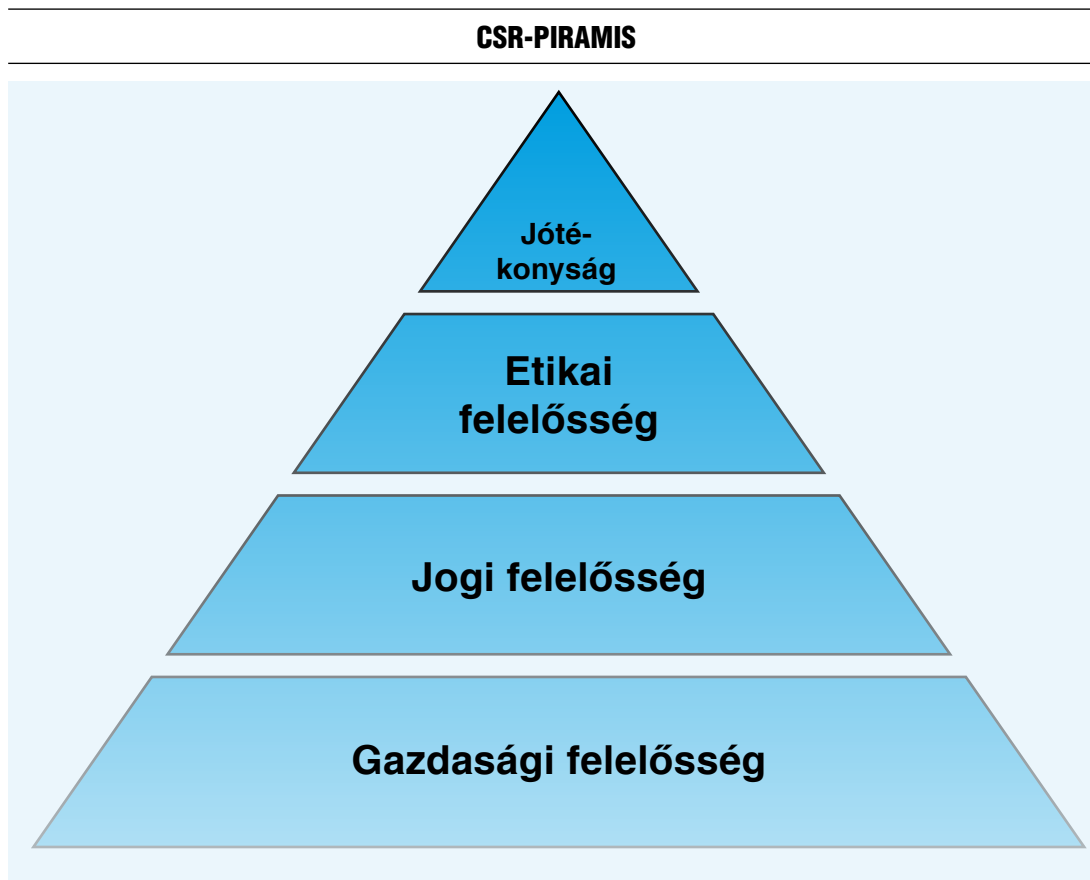 CSR-PIRAMIS
Jóté-
konyság
Etikai
felelősség
Jogi felelősség
Gazdasági felelősség